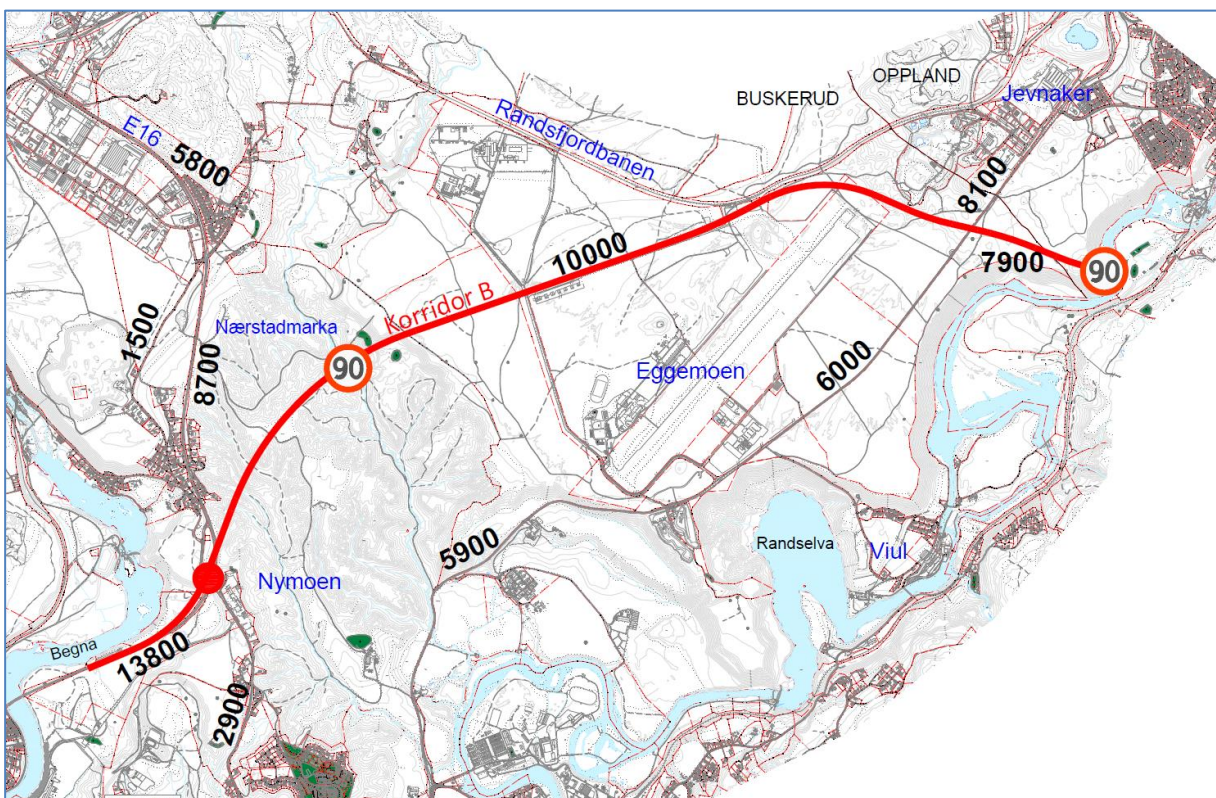 OPPLAND
Jevnaker
BUSKERUD
E16
5800
Randsfjordbanen
8100
10000
7900
90
1500
8700
Nærstadmarka
Korridor B
90
Eggemoen
6000
5900
Randselva
Viul
Nymoen
Begna
13800
2900